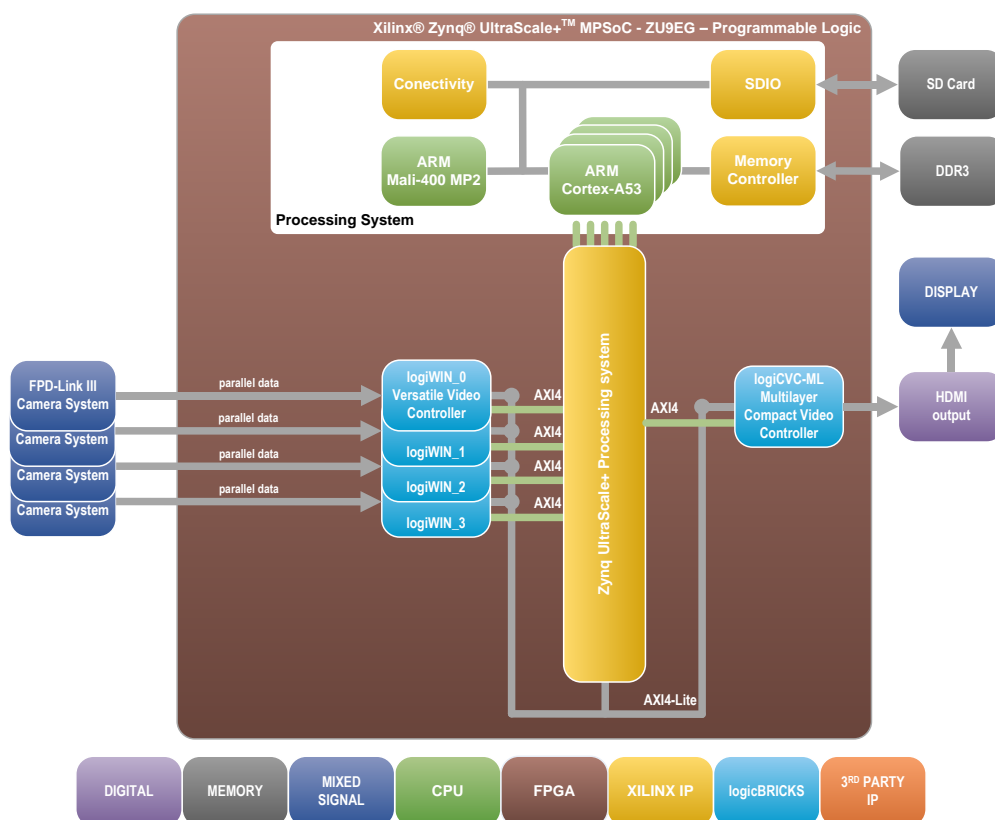 Xilinx® Zynq® UltraScale+™ MPSoC - ZU9EG – Programmable Logic
Conectivity
SDIO
SD Card
ARM
Mali-400 MP2
ARM
Cortex-A53
Memory
Controller
DDR3
Processing System
DISPLAY
FPD-Link III
Camera System
Camera System
Camera System
Camera System
parallel data
parallel data
parallel data
parallel data
logiWIN_0
Versatile Video
Controller
logiWIN_1
logiWIN_2
logiWIN_3
AXI4
AXI4
AXI4
AXI4
Zynq UltraScale+ Processing system
AXI4
logiCVC-ML
Multilayer
Compact Video
Controller
HDMI
output
AXI4-Lite
DIGITAL
MEMORY
MIXED
SIGNAL
CPU
FPGA
XILINX IP
logicBRICKS
3RD PARTY
IP